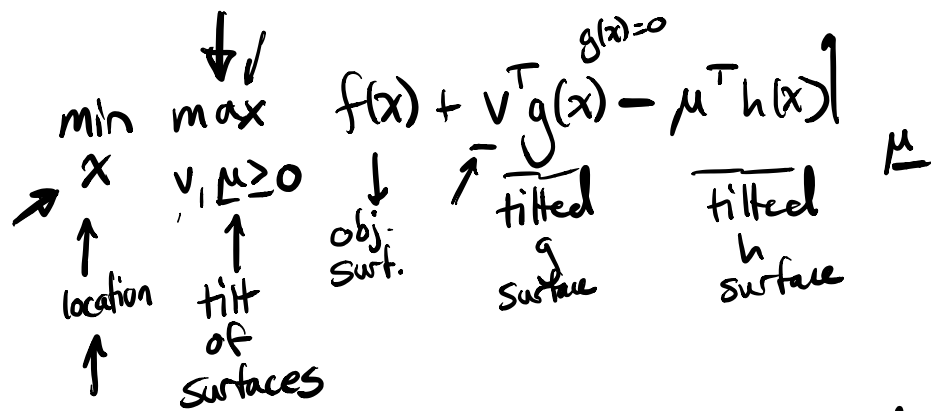 g(x)=0
min max f(x) + v^T g(x) − μ^T h(x)
x v, μ≥0 μ
tilted tilted
obj. g h
surf. surface surface
location tilt
of
surfaces